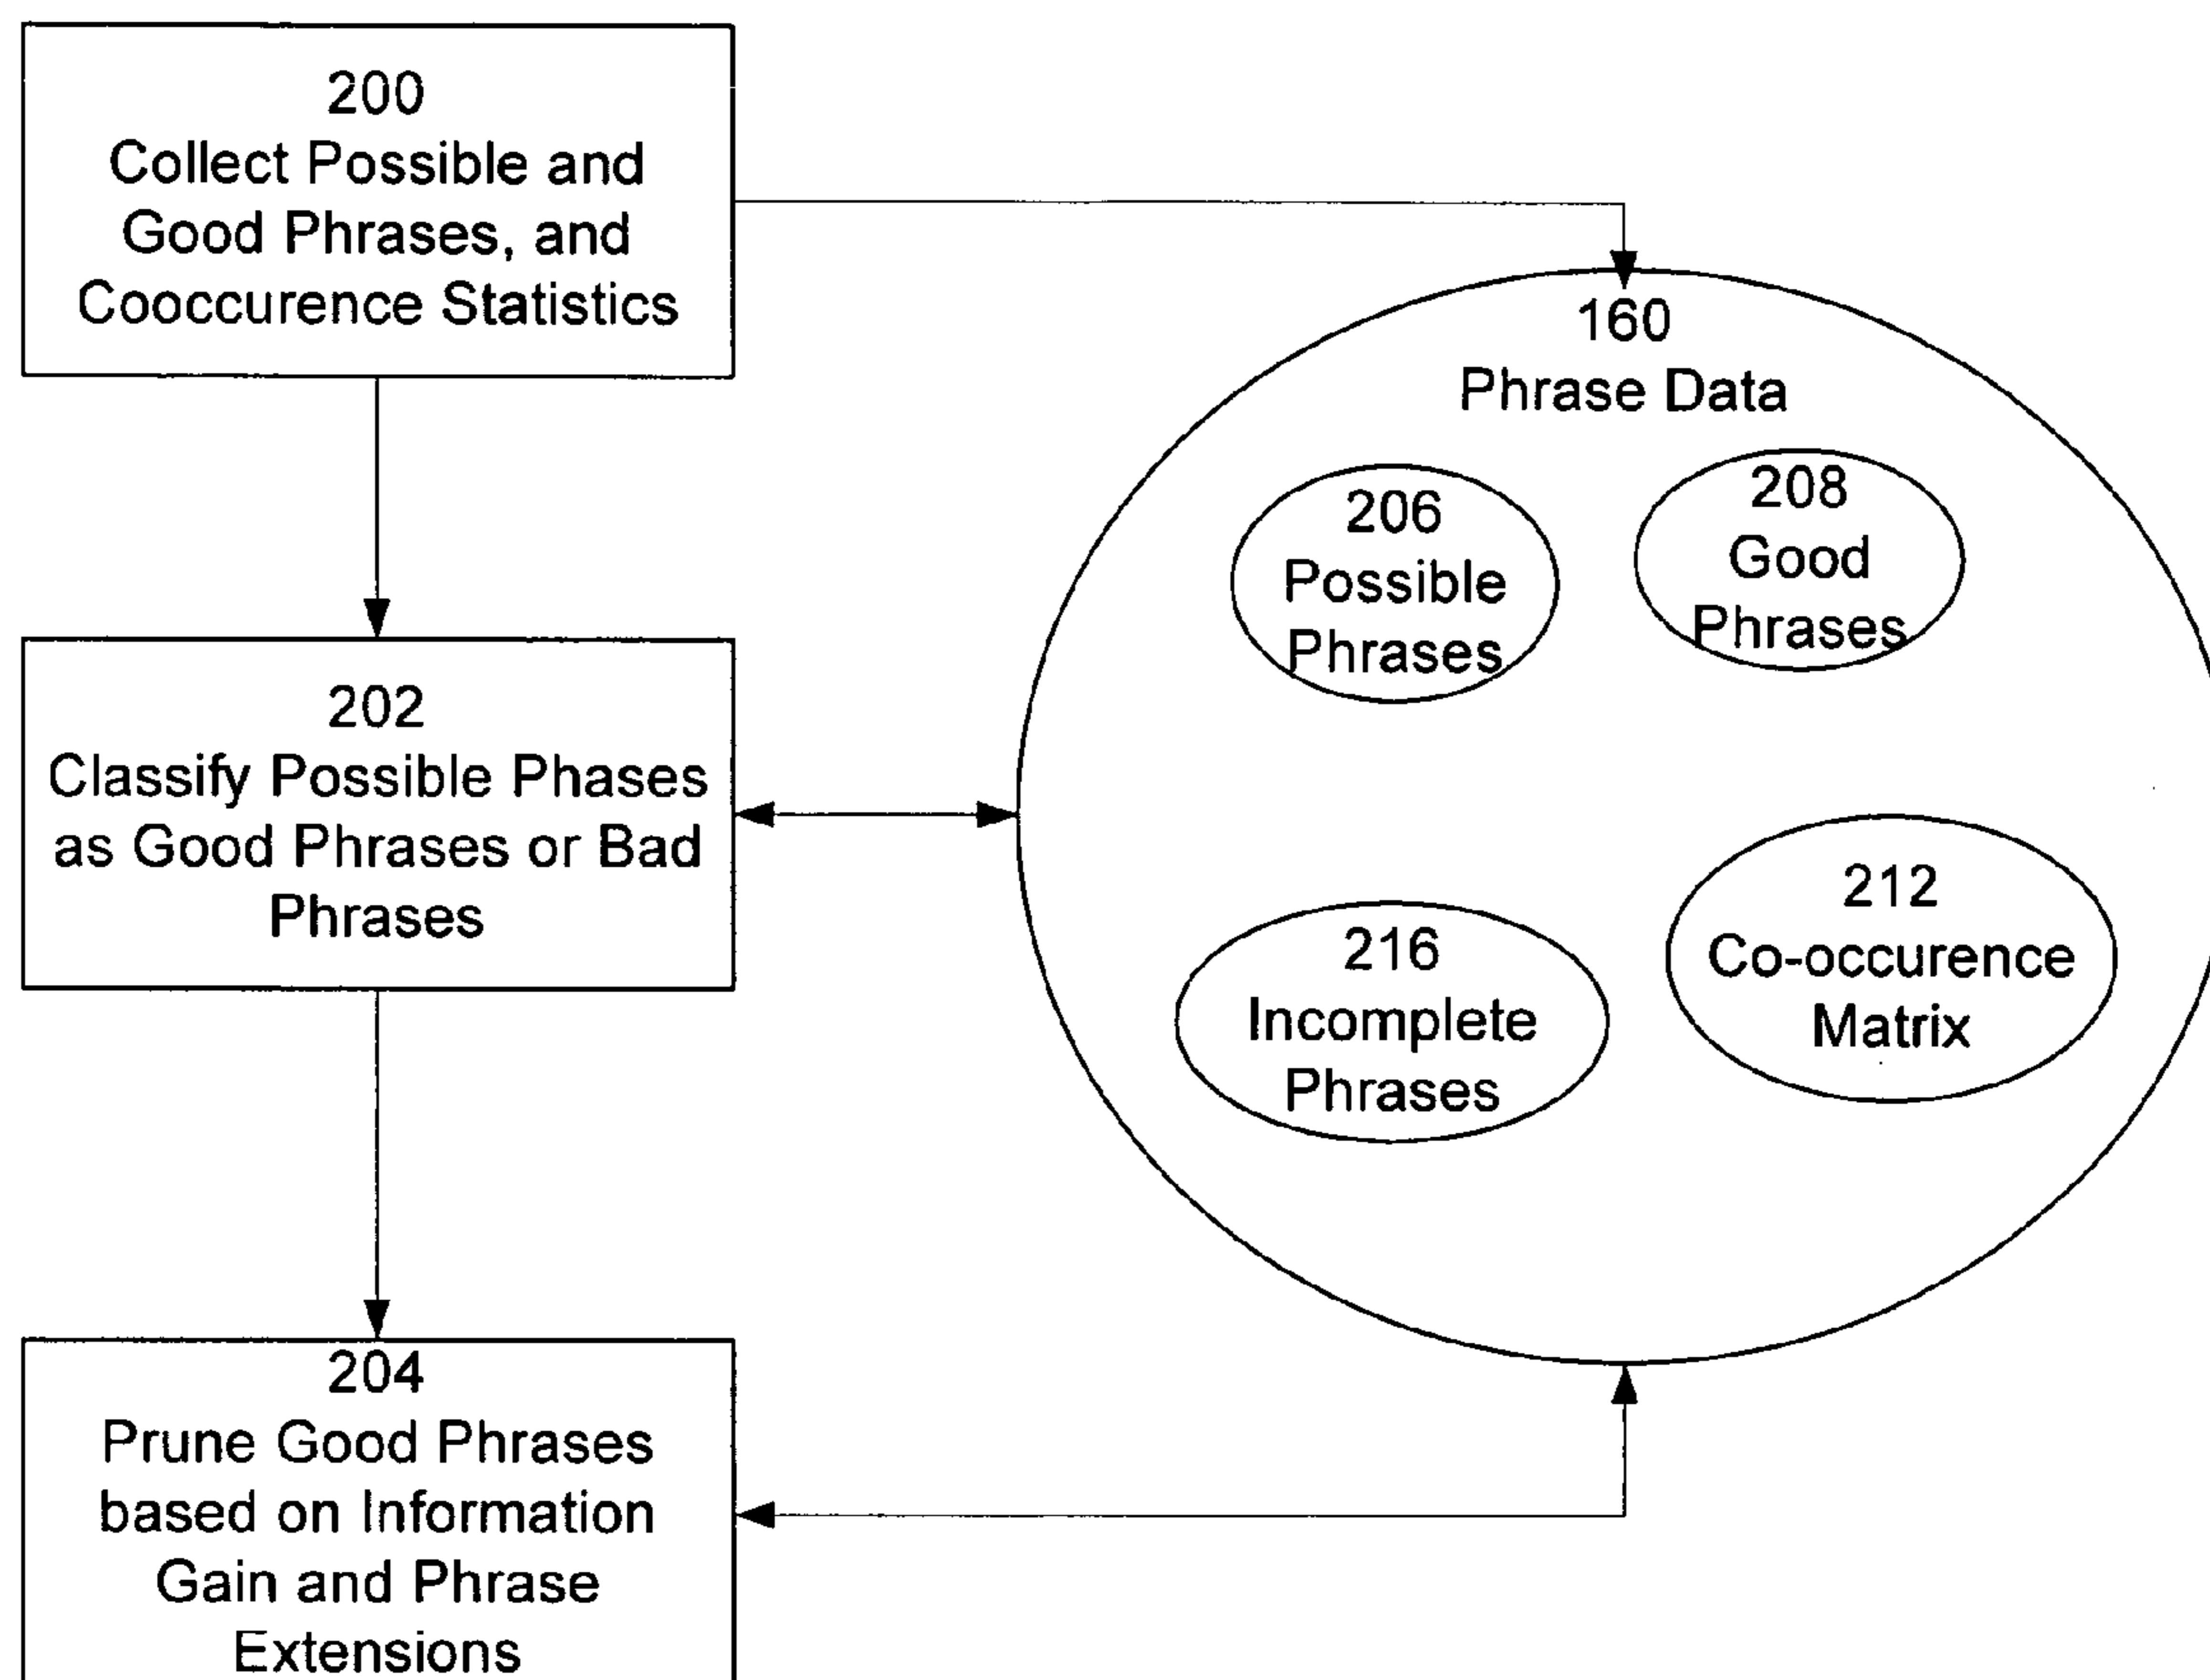 200
Collect Possible and
Good Phrases, and
Cooccurence Statistics
160
Phrase Data
206
Possible
Phrases
208
Good
Phrases
202
Classify Possible Phases
as Good Phrases or Bad
Phrases
216
Incomplete
Phrases
212
Co-occurence
Matrix
204
Prune Good Phrases
based on Information
Gain and Phrase
Extensions